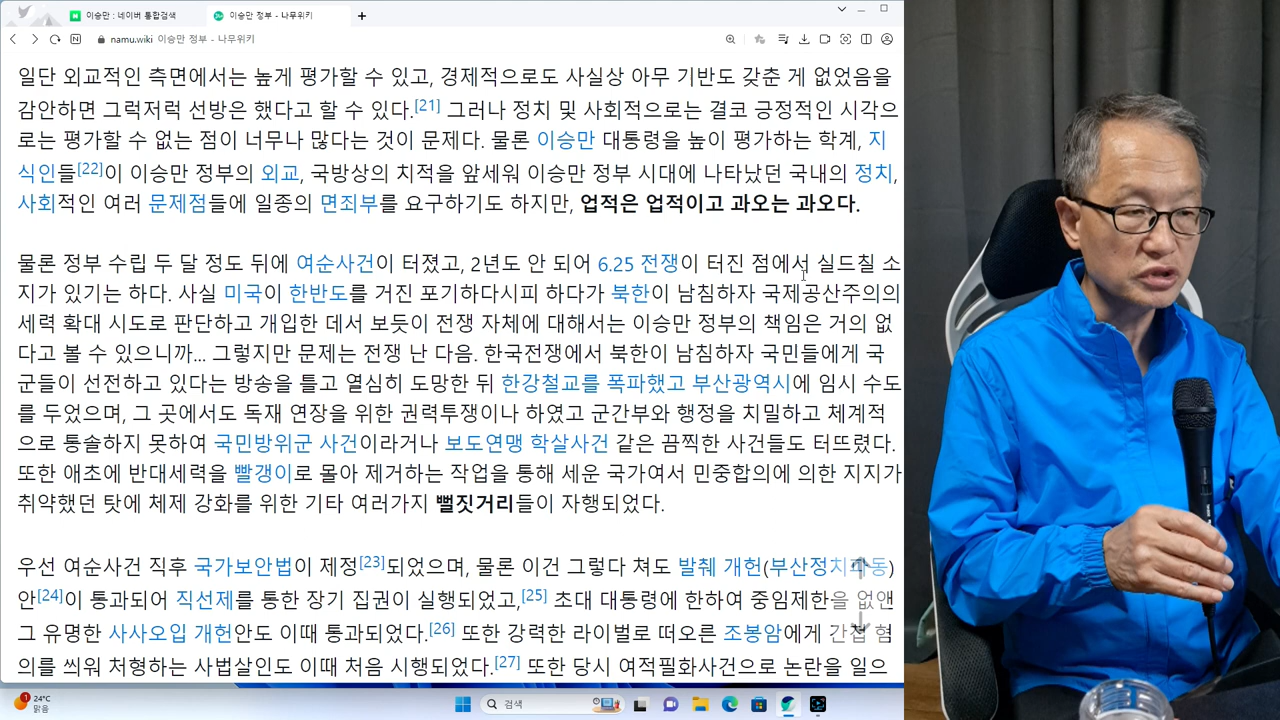 이승만 : 네이버 통합검색
이승만 정부 - 나무위키
namu.wiki 이승만 정부 - 나무위키
일단 외교적인 측면에서는 높게 평가할 수 있고, 경제적으로도 사실상 아무 기반도 갖춘 게 없었음을
감안하면 그럭저럭 선방은 했다고 할 수 있다.[21] 그러나 정치 및 사회적으로는 결코 긍정적인 시각으
로는 평가할 수 없는 점이 너무나 많다는 것이 문제다. 물론 이승만 대통령을 높이 평가하는 학계, 지
식인들[22]이 이승만 정부의 외교, 국방상의 치적을 앞세워 이승만 정부 시대에 나타났던 국내의 정치,
사회적인 여러 문제점들에 일종의 면죄부를 요구하기도 하지만, 업적은 업적이고 과오는 과오다.
물론 정부 수립 두 달 정도 뒤에 여순사건이 터졌고, 2년도 안 되어 6.25 전쟁이 터진 점에서 실드칠 소
지가 있기는 하다. 사실 미국이 한반도를 거진 포기하다시피 하다가 북한이 남침하자 국제공산주의의
세력 확대 시도로 판단하고 개입한 데서 보듯이 전쟁 자체에 대해서는 이승만 정부의 책임은 거의 없
다고 볼 수 있으니까... 그렇지만 문제는 전쟁 난 다음. 한국전쟁에서 북한이 남침하자 국민들에게 국
군들이 선전하고 있다는 방송을 틀고 열심히 도망한 뒤 한강철교를 폭파했고 부산광역시에 임시 수도
를 두었으며, 그 곳에서도 독재 연장을 위한 권력투쟁이나 하였고 군간부와 행정을 치밀하고 체계적
으로 통솔하지 못하여 국민방위군 사건이라거나 보도연맹 학살사건 같은 끔찍한 사건들도 터뜨렸다.
또한 애초에 반대세력을 빨갱이로 몰아 제거하는 작업을 통해 세운 국가여서 민중합의에 의한 지지가
취약했던 탓에 체제 강화를 위한 기타 여러가지 뻘짓거리들이 자행되었다.
우선 여순사건 직후 국가보안법이 제정[23]되었으며, 물론 이건 그렇다 쳐도 발췌 개헌(부산정치파동)
안[24]이 통과되어 직선제를 통한 장기 집권이 실행되었고,[25] 초대 대통령에 한하여 중임제한을 없앤
그 유명한 사사오입 개헌안도 이때 통과되었다.[26] 또한 강력한 라이벌로 떠오른 조봉암에게 간첩 혐
의를 씌워 처형하는 사법살인도 이때 처음 시행되었다.[27] 또한 당시 여적필화사건으로 논란을 일으
1
24°C
맑음
검색